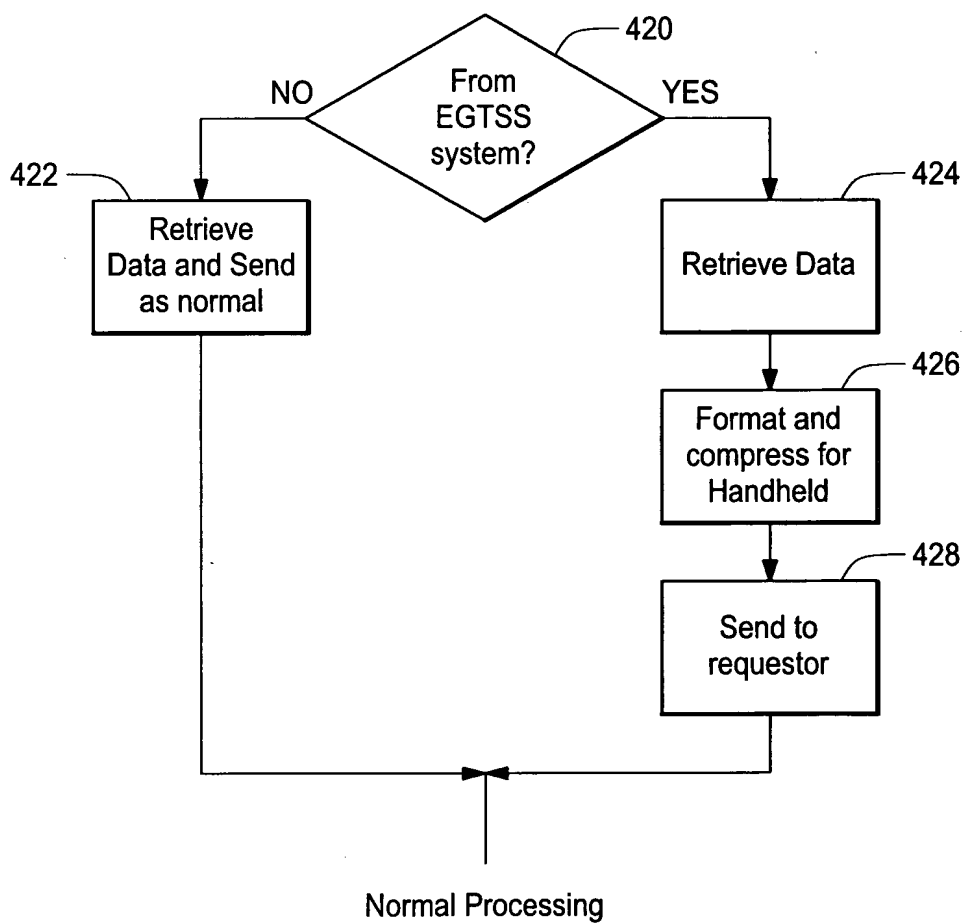 420
From
EGTSS
system?
NO
YES
422
Retrieve
Data and Send
as normal
424
Retrieve Data
426
Format and
compress for
Handheld
428
Send to
requestor
Normal Processing